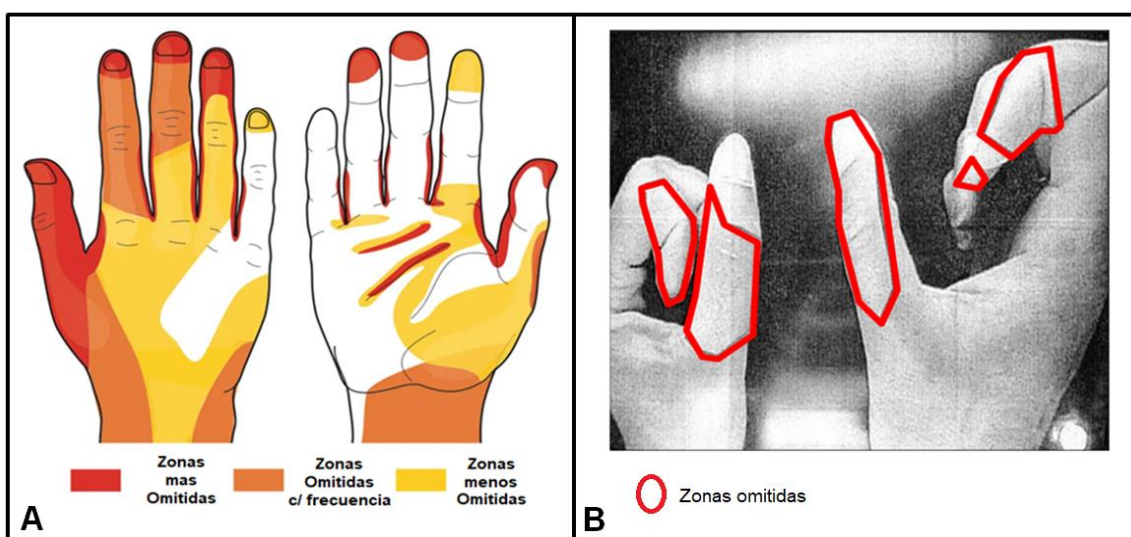 Zonas
mas
Omitidas
Zonas
Omitidas
c/ frecuencia
Zonas
menos
Omitidas
A
Zonas omitidas
B